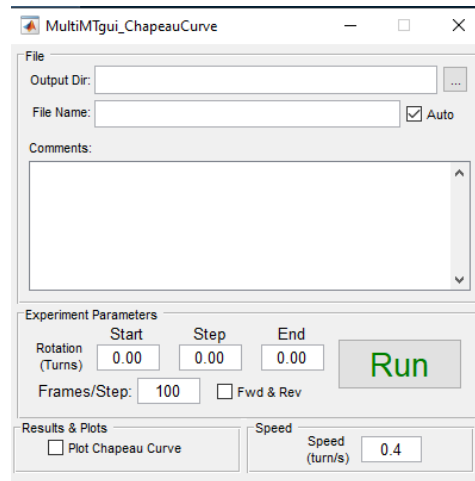 MultiMTgui_ChapeauCurve
File
Output Dir:
...
File Name:
Auto
Comments:
Experiment Parameters
Start Step End
Rotation
(Turns)
0.00 0.00 0.00
Run
Frames/Step: 100 Fwd & Rev
Results & Plots
Plot Chapeau Curve
Speed
Speed
(turn/s)
0.4